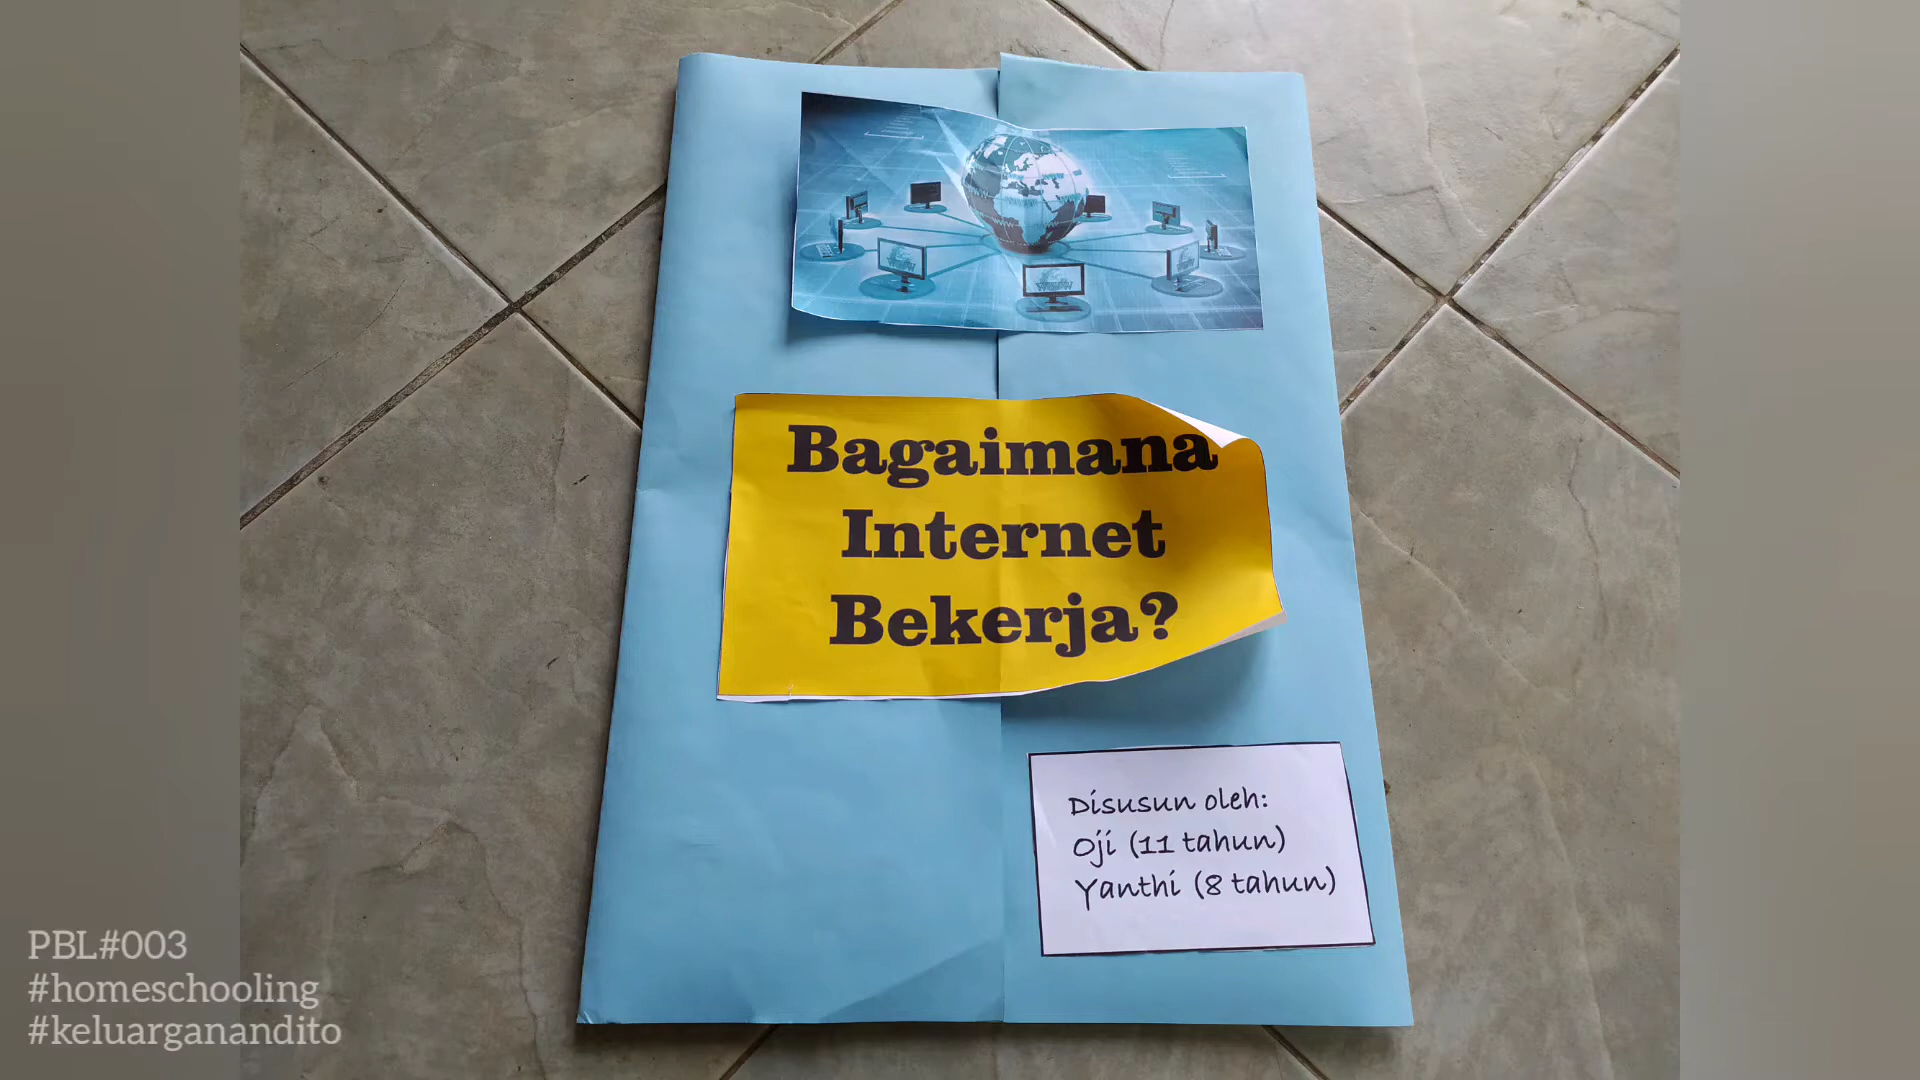 Bagaimana
Internet
Bekerja?
Disusun oleh:
Oji (11 tahun)
Yanthi (8 tahun)
PBL#003
#homeschooling
#keluarganandito